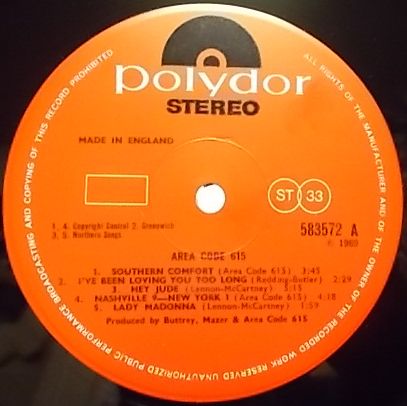 polydor
STEREO
MADE IN ENGLAND
ST 33
1. 4. Copyright Control 2. Greenwich
3. 5. Northern Songs
583572 A
℗ 1969
AREA CODE 615
1. SOUTHERN COMFORT (Area Code 615) 3:45
2. I'VE BEEN LOVING YOU TOO LONG (Redding-Butler) 2:29
3. HEY JUDE (Lennon-McCartney) 3:15
4. NASHVILLE 9—NEW YORK 1 (Area Code 615) 4:18
5. LADY MADONNA (Lennon-McCartney) 1:59
Produced by Buttrey, Mazer & Area Code 615
ALL RIGHTS OF THE MANUFACTURER AND OF THE OWNER OF THE RECORDED WORK RESERVED UNAUTHORIZED PUBLIC PERFORMANCE BROADCASTING AND COPYING OF THIS RECORD PROHIBITED